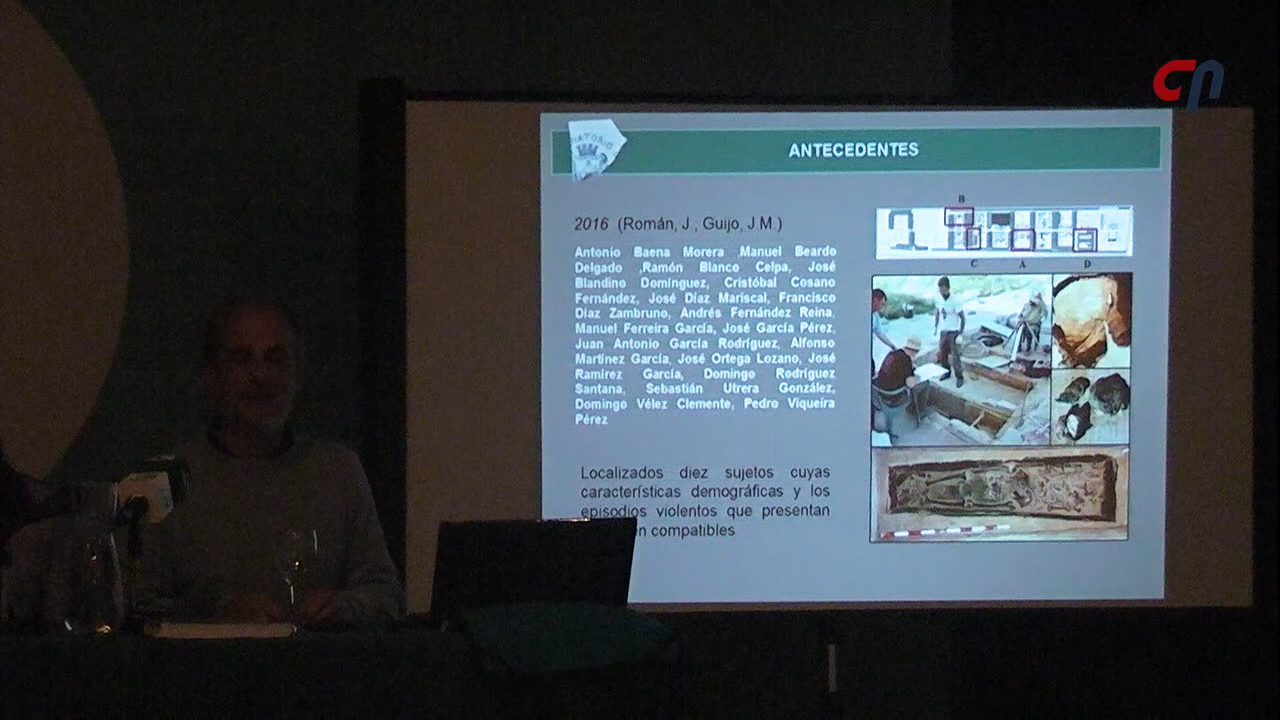 cn
ANTECEDENTES
NATORIO
B
2016 (Román, J., Guijo, J M.)
Antonio Baena Morera ,Manuel Beardo
Delgado ,Ramón Blanco Celpa, José
Blandino Domínguez, Cristóbal Cosano
Fernández, José Díaz Mariscal, Francisco
Díaz Zambruno, Andrés Fernández Reina,
Manuel Ferreira García, José García Pérez,
Juan Antonio García Rodríguez, Alfonso
Martínez García, José Ortega Lozano, José
Ramírez García, Domingo Rodríguez
Santana, Sebastián Utrera González,
Domingo Vélez Clemente, Pedro Viqueira
Pérez
C A D
Localizados diez sujetos cuyas
características demográficas y los
episodios violentos que presentan
compatibles